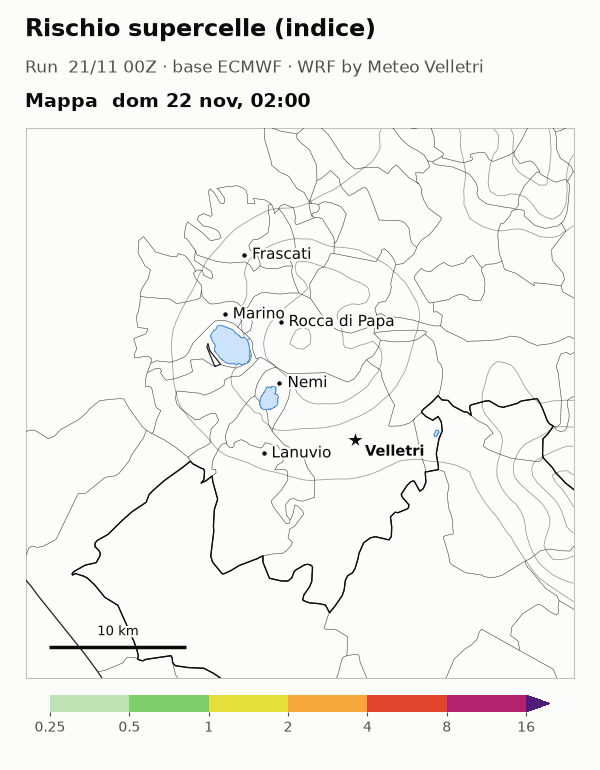 Rischio supercelle (indice)
Run  21/11 00Z · base ECMWF · WRF by Meteo Velletri
Mappa  dom 22 nov, 02:00
Frascati
Marino
Rocca di Papa
Nemi
Velletri
Lanuvio
10 km
0.25 0.5 1 2 4 8 16